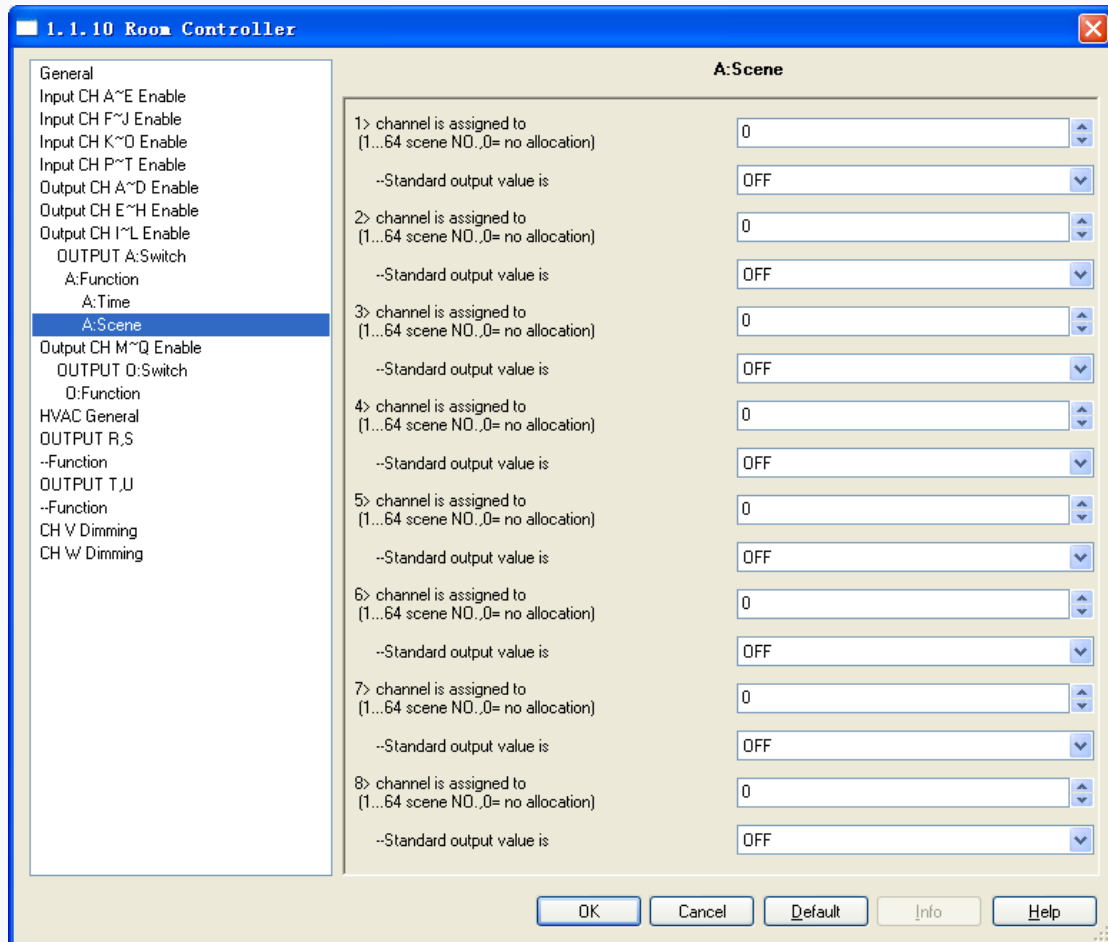 1.1.10 Room Controller
General
Input CH A~E Enable
Input CH F~J Enable
Input CH K~O Enable
Input CH P~T Enable
Output CH A~D Enable
Output CH E~H Enable
Output CH I~L Enable
OUTPUT A:Switch
A:Function
A:Time
A:Scene
Output CH M~Q Enable
OUTPUT O:Switch
O:Function
HVAC General
OUTPUT R,S
--Function
OUTPUT T,U
--Function
CH V Dimming
CH W Dimming
A:Scene
1> channel is assigned to
(1...64 scene NO.,0= no allocation)
0
--Standard output value is
OFF
2> channel is assigned to
(1...64 scene NO.,0= no allocation)
0
--Standard output value is
OFF
3> channel is assigned to
(1...64 scene NO.,0= no allocation)
0
--Standard output value is
OFF
4> channel is assigned to
(1...64 scene NO.,0= no allocation)
0
--Standard output value is
OFF
5> channel is assigned to
(1...64 scene NO.,0= no allocation)
0
--Standard output value is
OFF
6> channel is assigned to
(1...64 scene NO.,0= no allocation)
0
--Standard output value is
OFF
7> channel is assigned to
(1...64 scene NO.,0= no allocation)
0
--Standard output value is
OFF
8> channel is assigned to
(1...64 scene NO.,0= no allocation)
0
--Standard output value is
OFF
OK
Cancel
Default
Info
Help